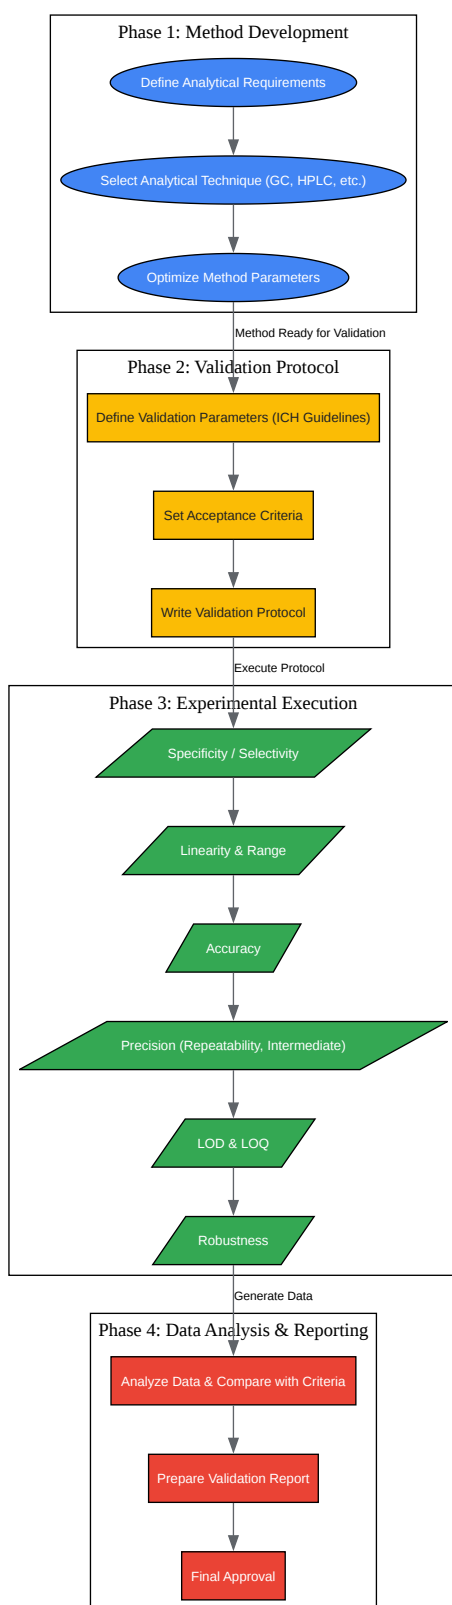 Phase 1: Method Development
Define Analytical Requirements
Select Analytical Technique (GC, HPLC, etc.)
Optimize Method Parameters
Method Ready for Validation
Phase 2: Validation Protocol
Define Validation Parameters (ICH Guidelines)
Set Acceptance Criteria
Write Validation Protocol
Execute Protocol
Phase 3: Experimental Execution
Specificity / Selectivity
Linearity & Range
Accuracy
Precision (Repeatability, Intermediate)
LOD & LOQ
Robustness
Generate Data
Phase 4: Data Analysis & Reporting
Analyze Data & Compare with Criteria
Prepare Validation Report
Final Approval